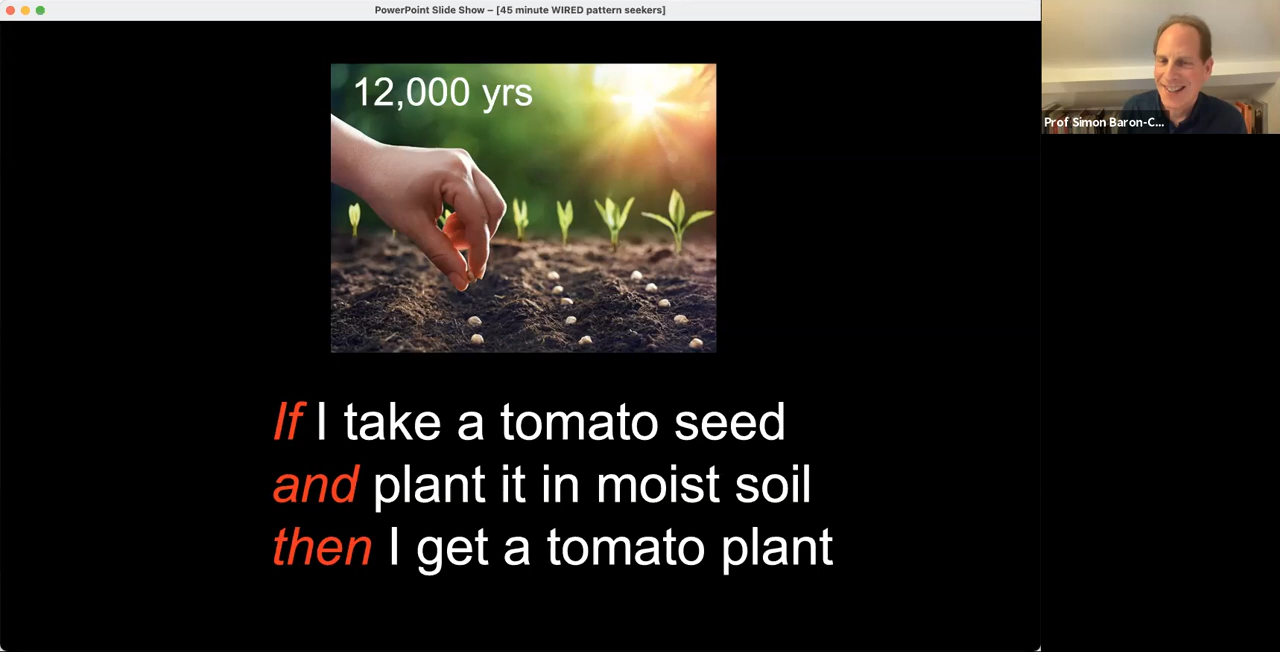 PowerPoint Slide Show – [45 minute WIRED pattern seekers]
Prof Simon Baron-C...
12,000 yrs
If I take a tomato seed
and plant it in moist soil
then I get a tomato plant